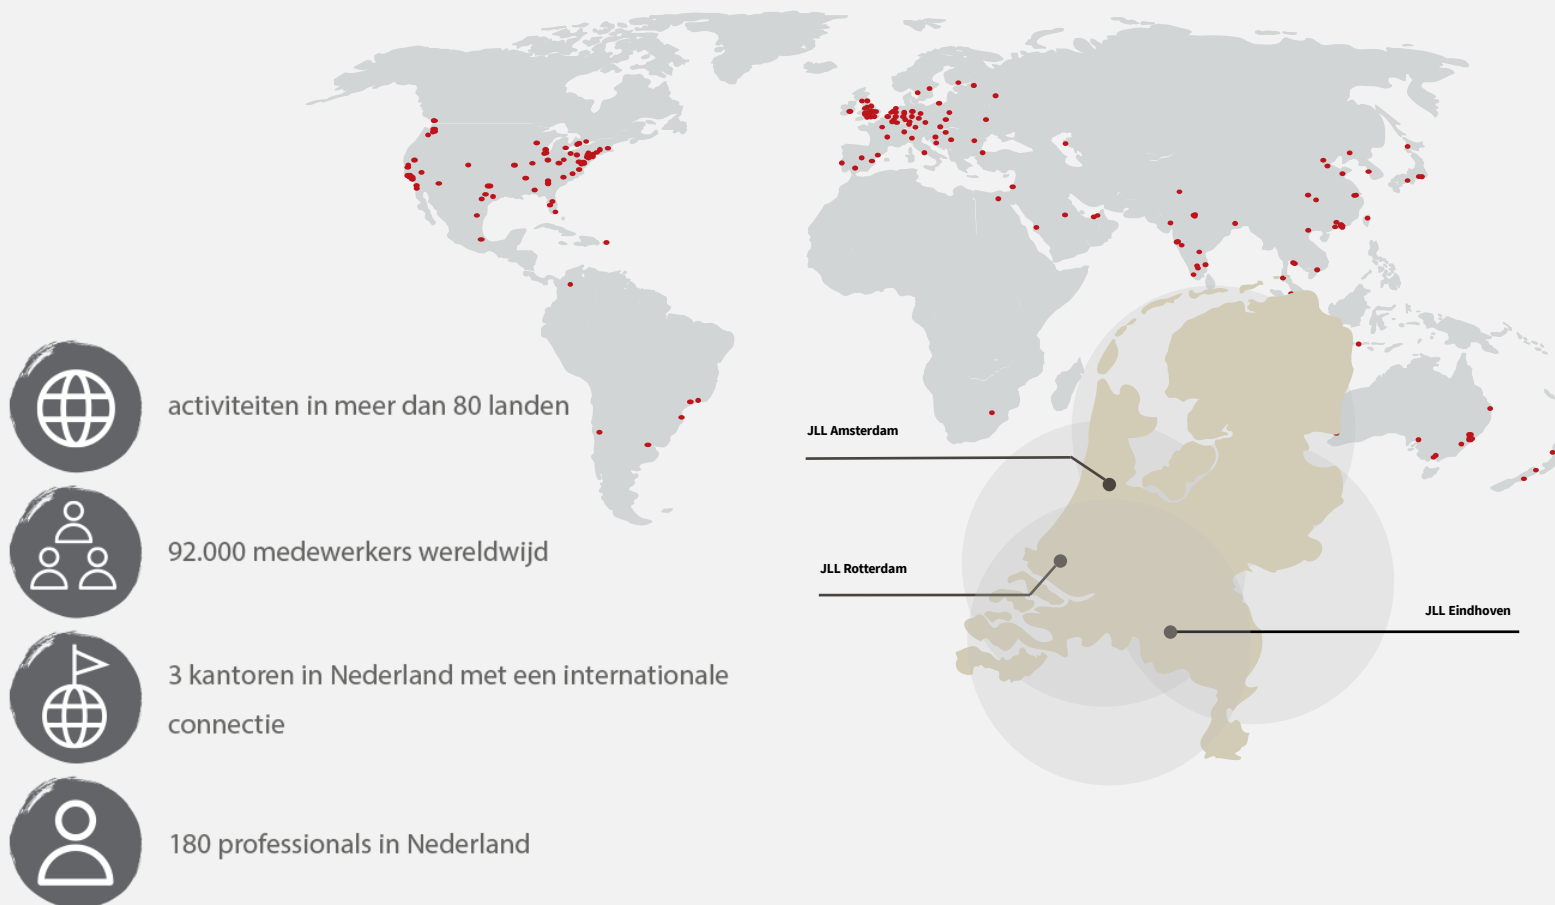 activiteiten in meer dan 80 landen
92.000 medewerkers wereldwijd
3 kantoren in Nederland met een internationale
connectie
180 professionals in Nederland
JLL Amsterdam
JLL Rotterdam
JLL Eindhoven